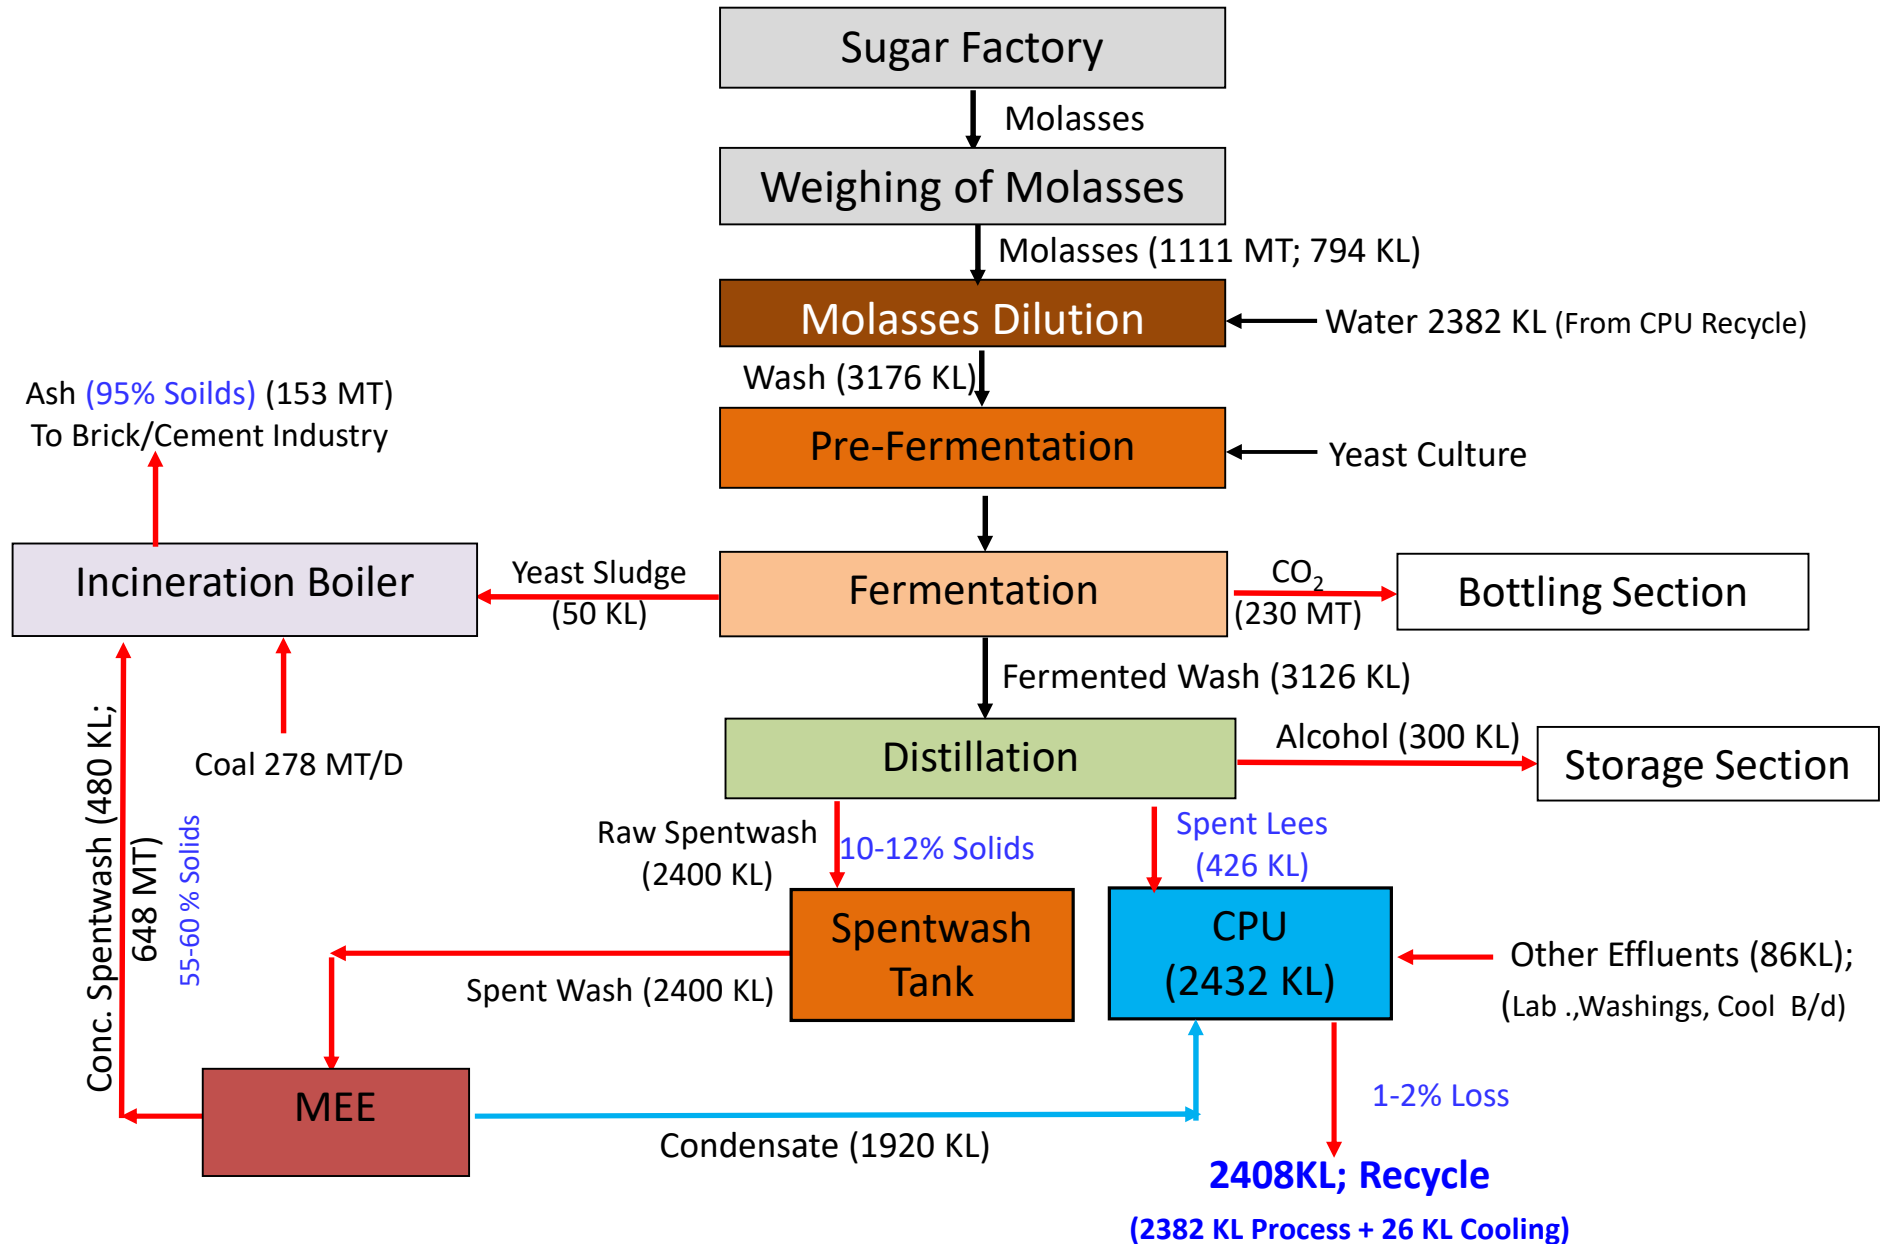 Sugar Factory
Molasses
Weighing of Molasses
Molasses (1111 MT; 794 KL)
Molasses Dilution
Water 2382 KL (From CPU Recycle)
Wash (3176 KL)
Ash (95% Soilds) (153 MT)
To Brick/Cement Industry
Pre-Fermentation
Yeast Culture
Incineration Boiler
Yeast Sludge
(50 KL)
Fermentation
CO2
(230 MT)
Bottling Section
Fermented Wash (3126 KL)
Coal 278 MT/D
Distillation
Alcohol (300 KL)
Storage Section
Conc. Spentwash (480 KL;
648 MT)
55-60 % Solids
Raw Spentwash
(2400 KL)
10-12% Solids
Spent Lees
(426 KL)
Spentwash
Tank
CPU
(2432 KL)
Other Effluents (86KL);
(Lab .,Washings, Cool B/d)
Spent Wash (2400 KL)
MEE
Condensate (1920 KL)
1-2% Loss
2408KL; Recycle
(2382 KL Process + 26 KL Cooling)